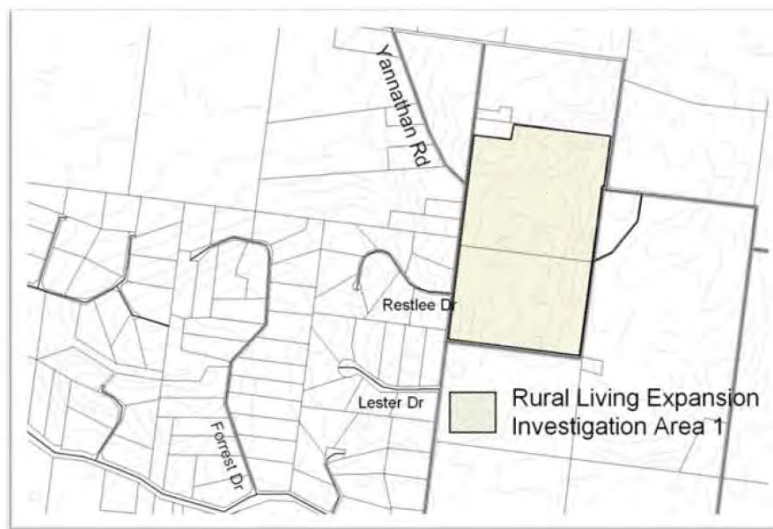 Yannathan Rd
Restlee Dr
Lester Dr
Forrest Dr
Rural Living Expansion
Investigation Area 1